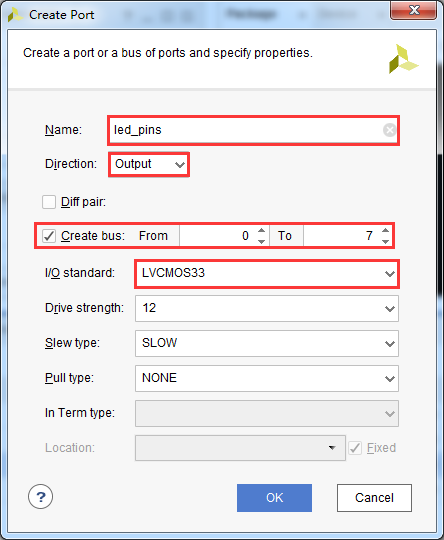 Create Port
Create a port or a bus of ports and specify properties.
Name: led_pins
Direction: Output
Diff pair:
Create bus: From 0 To 7
I/O standard: LVCMOS33
Drive strength: 12
Slew type: SLOW
Pull type: NONE
In Term type:
Location: Fixed
? OK Cancel